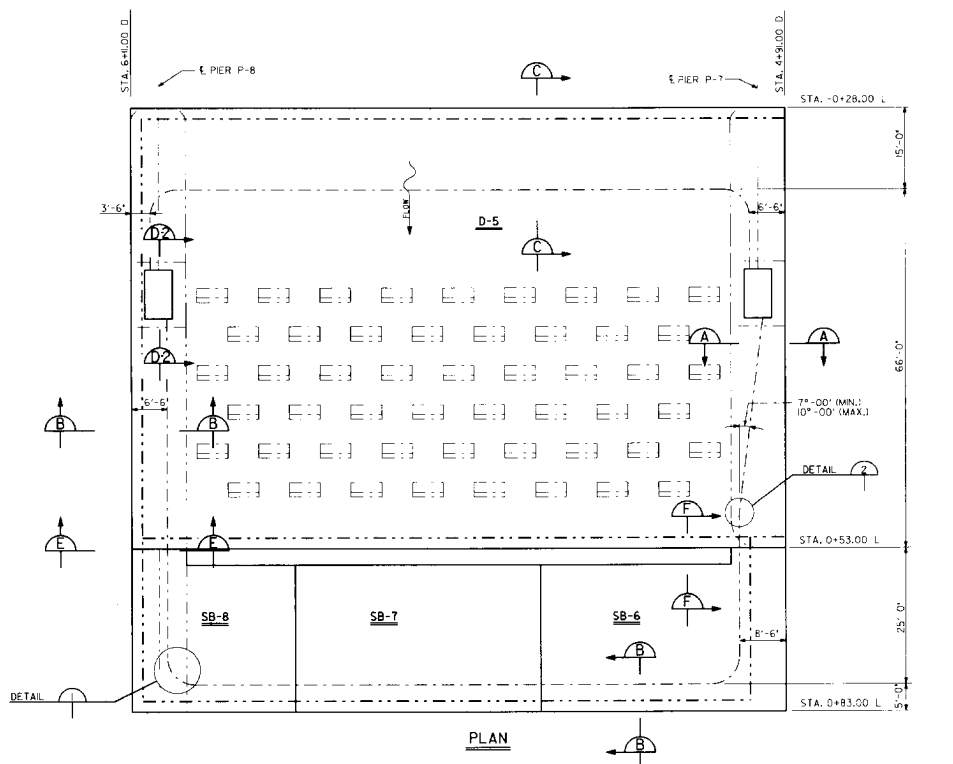 STA. 6+11.00 D
STA. 4+91.00 D
℄ PIER P-8
℄ PIER P-7
C
STA. -0+28.00 L
15'-0"
3'-6"
FLOW
D-5
6'-6"
D-2
C
D-2
A
A
66'-0"
6'-6"
7°-00' (MIN.)
10°-00' (MAX.)
B
B
DETAIL 2
F
E
E
STA. 0+53.00 L
SB-8
SB-7
SB-6
F
25'-0"
8'-6"
B
DETAIL
5'-0"
STA. 0+83.00 L
PLAN
B